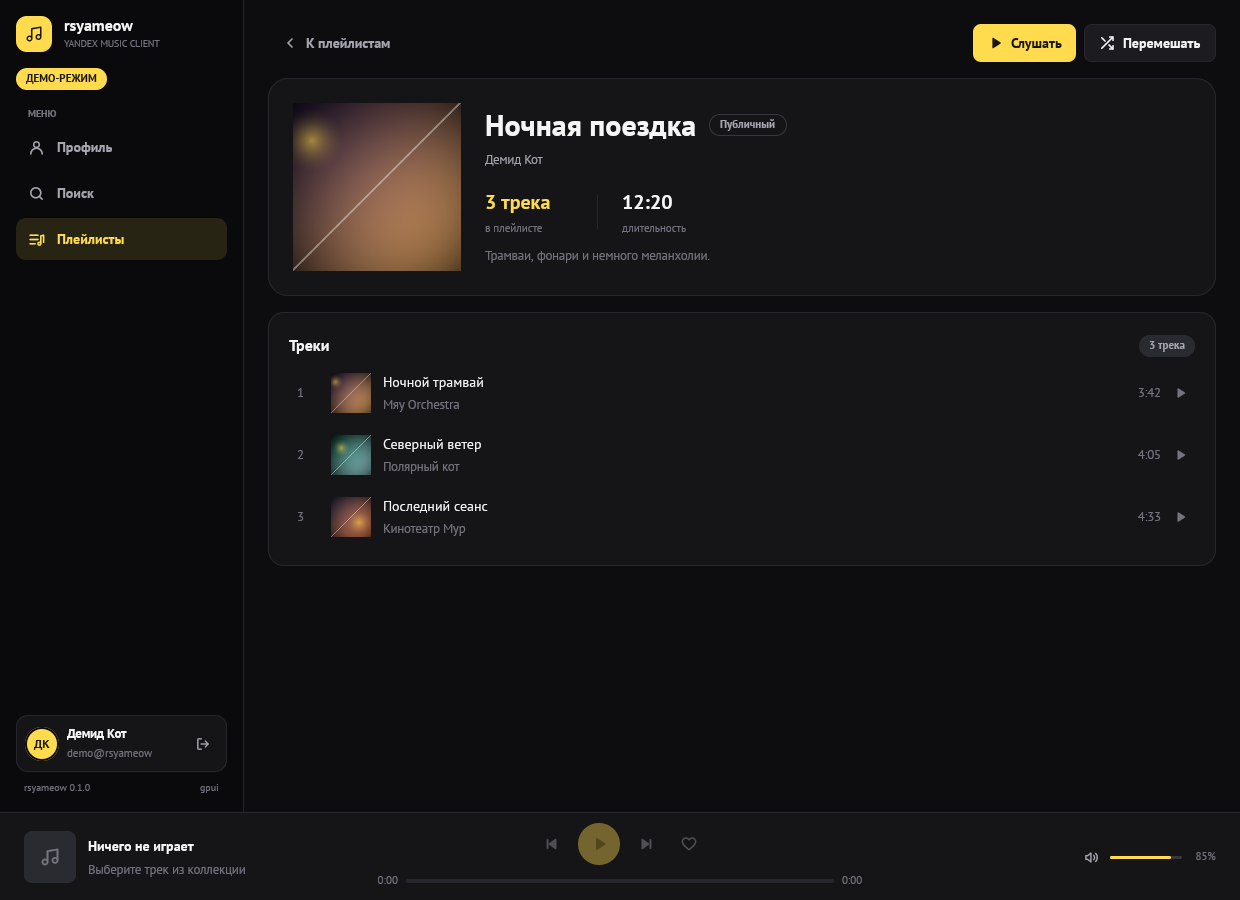 rsyameow
YANDEX MUSIC CLIENT
ДЕМО-РЕЖИМ
МЕНЮ
Профиль
Поиск
Плейлисты
Демид Кот
ДК
demo@rsyameow
rsyameow 0.1.0
gpui
К плейлистам
Слушать
Перемешать
Ночная поездка
Публичный
Демид Кот
3 трека
12:20
в плейлисте
длительность
Трамваи, фонари и немного меланхолии.
Треки
3 трека
1
Ночной трамвай
Мяу Orchestra
3:42
2
Северный ветер
Полярный кот
4:05
3
Последний сеанс
Кинотеатр Мур
4:33
Ничего не играет
Выберите трек из коллекции
0:00
0:00
85%